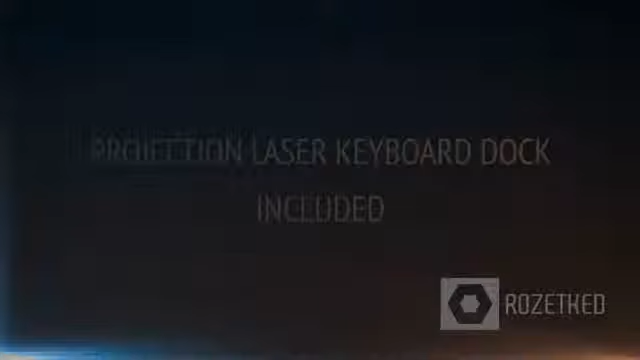 PROJECTION LASER KEYBOARD DOCK
INCLUDED
ROZETKED